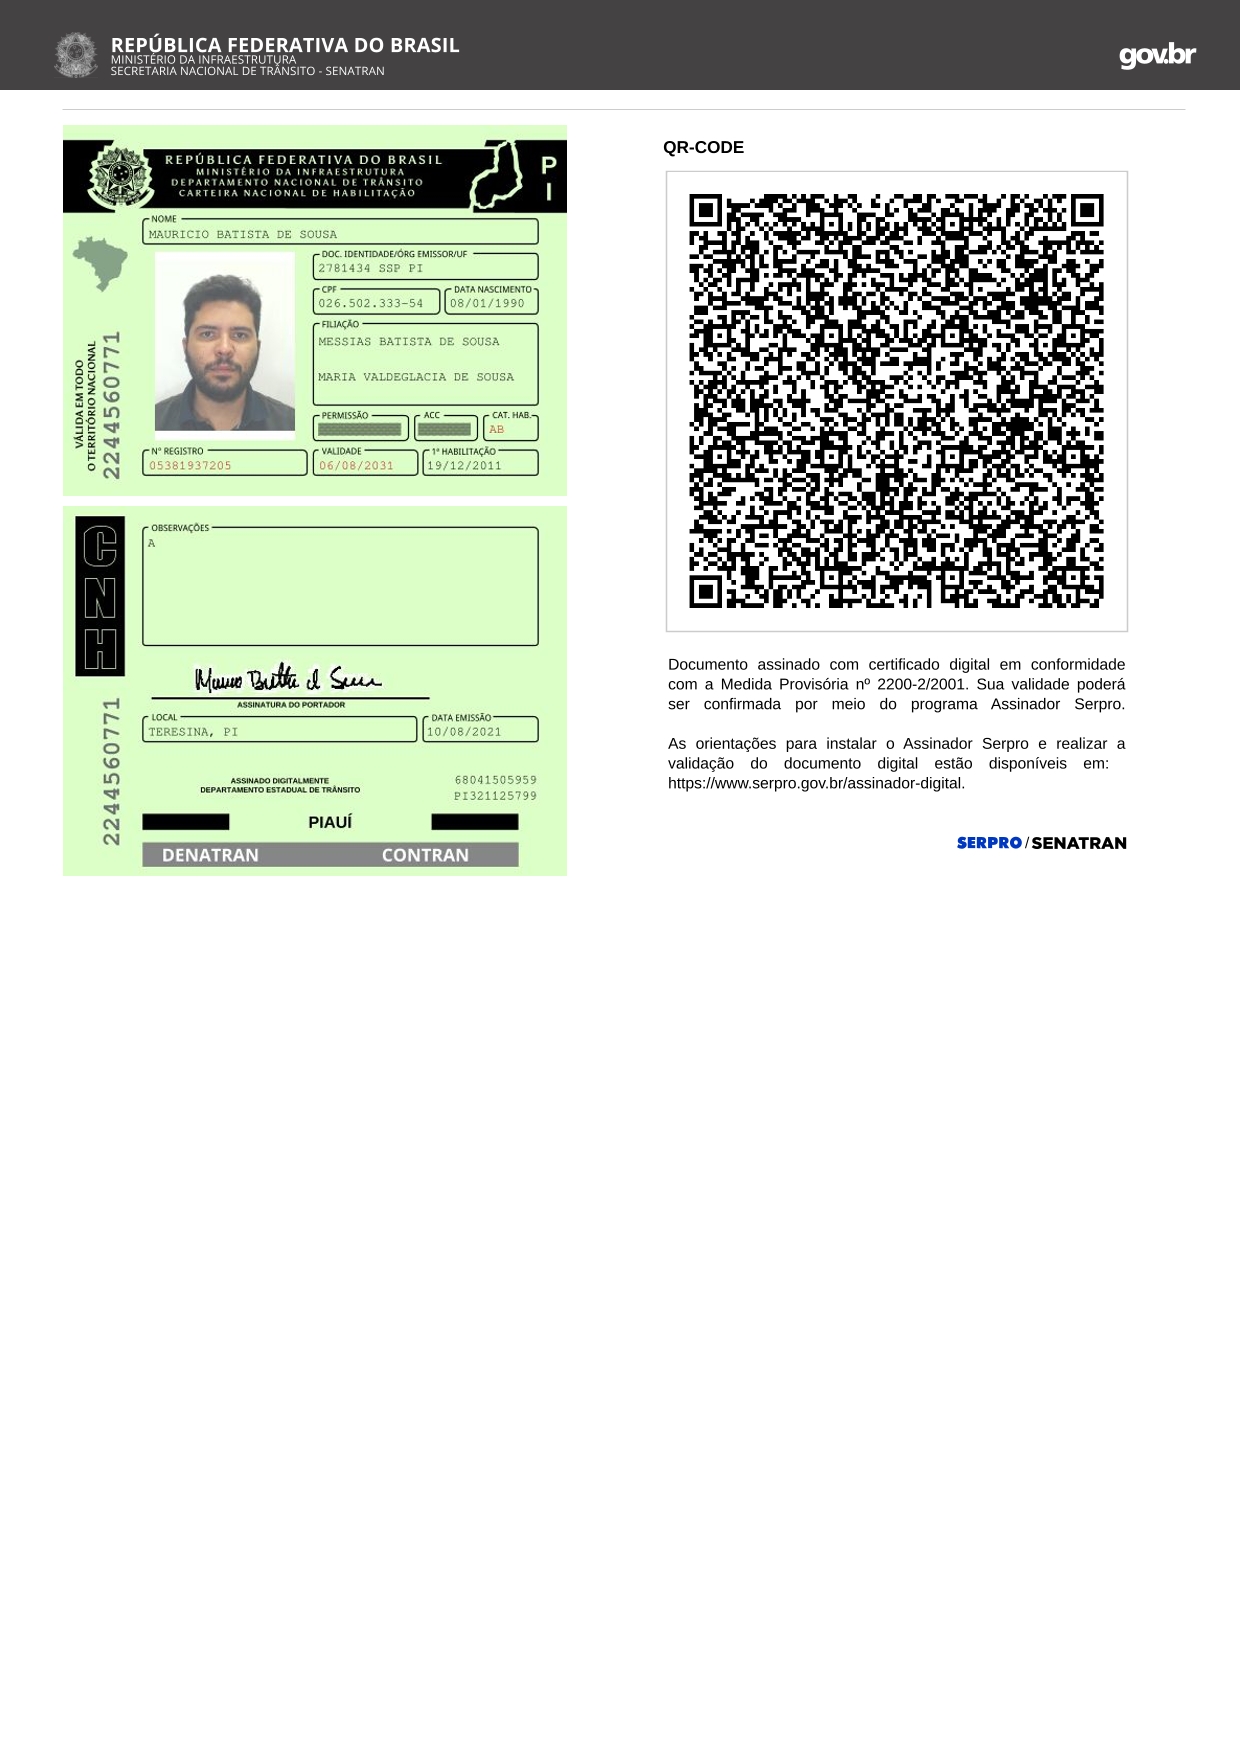 REPÚBLICA FEDERATIVA DO BRASIL
MINISTÉRIO DA INFRAESTRUTURA
SECRETARIA NACIONAL DE TRÂNSITO - SENATRAN
gov.br
REPÚBLICA FEDERATIVA DO BRASIL
MINISTÉRIO DA INFRAESTRUTURA
DEPARTAMENTO NACIONAL DE TRÂNSITO
CARTEIRA NACIONAL DE HABILITAÇÃO
P
I
NOME
MAURICIO BATISTA DE SOUSA
DOC. IDENTIDADE/ÓRG EMISSOR/UF
2781434 SSP PI
CPF
026.502.333-54
DATA NASCIMENTO
08/01/1990
FILIAÇÃO
MESSIAS BATISTA DE SOUSA
MARIA VALDEGLACIA DE SOUSA
PERMISSÃO
ACC
CAT. HAB.
AB
Nº REGISTRO
05381937205
VALIDADE
06/08/2031
1ª HABILITAÇÃO
19/12/2011
VÁLIDA EM TODO
O TERRITÓRIO NACIONAL
2244560771
CNH
OBSERVAÇÕES
A
ASSINATURA DO PORTADOR
LOCAL
TERESINA, PI
DATA EMISSÃO
10/08/2021
2244560771
ASSINADO DIGITALMENTE
DEPARTAMENTO ESTADUAL DE TRÂNSITO
68041505959
PI321125799
PIAUÍ
DENATRAN CONTRAN
QR-CODE
Documento assinado com certificado digital em conformidade
com a Medida Provisória nº 2200-2/2001. Sua validade poderá
ser confirmada por meio do programa Assinador Serpro.
As orientações para instalar o Assinador Serpro e realizar a
validação do documento digital estão disponíveis em:
https://www.serpro.gov.br/assinador-digital.
SERPRO / SENATRAN